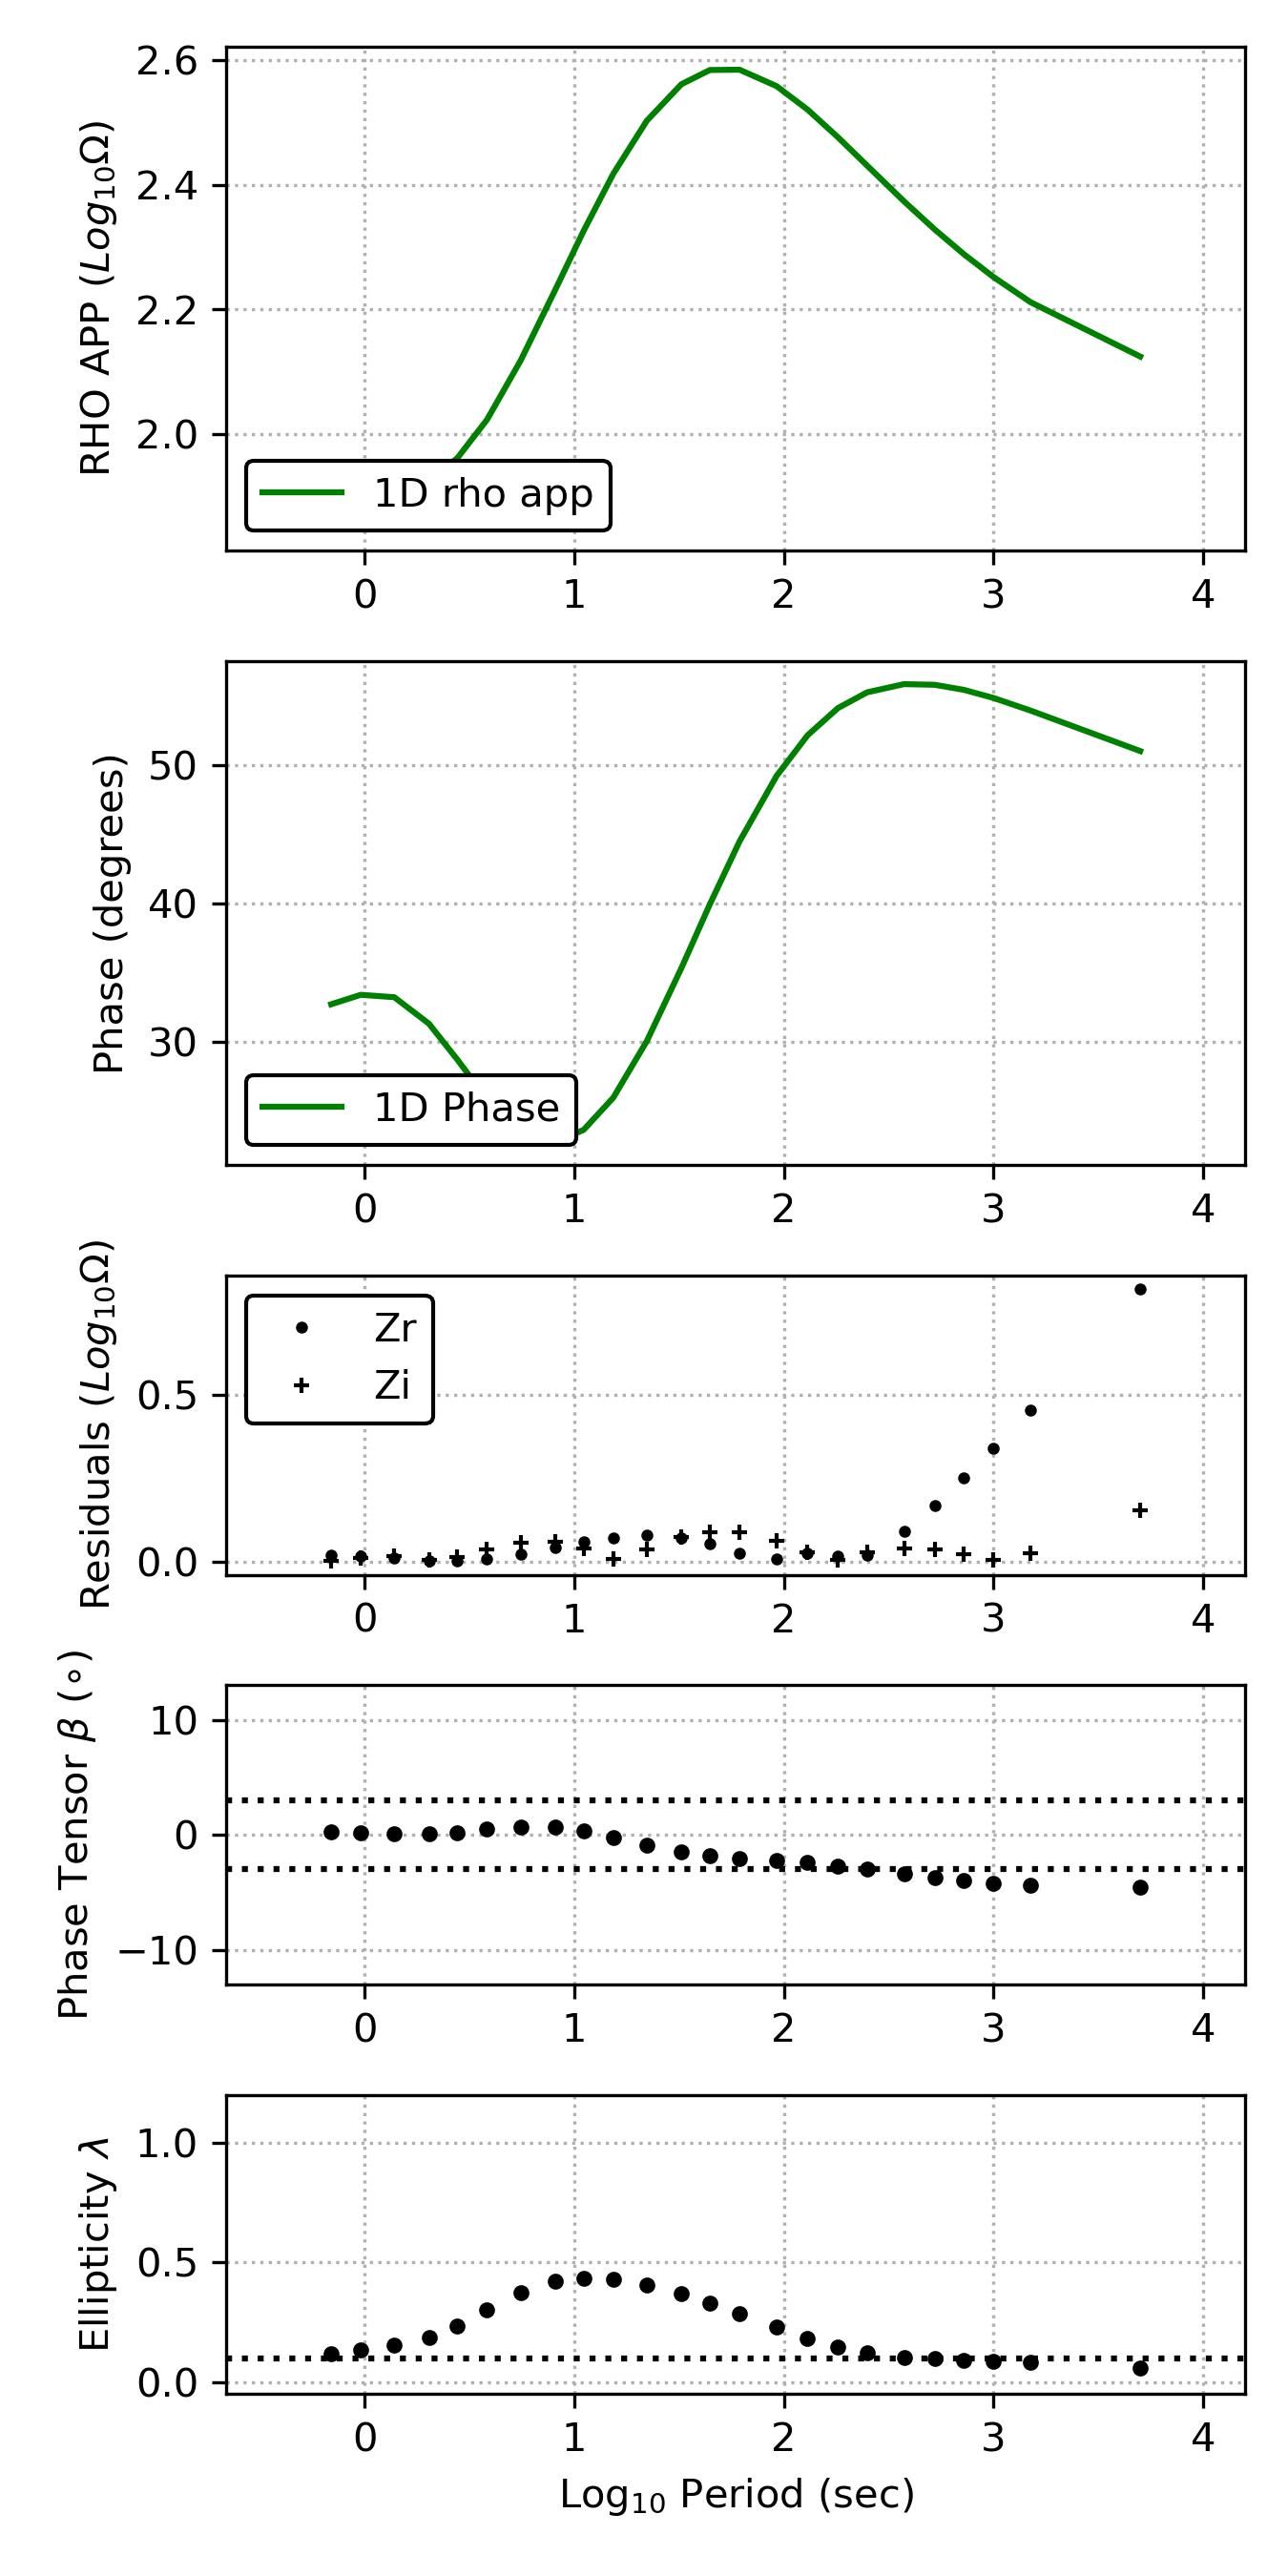 RHO APP (Log₁₀Ω)
2.6
2.4
2.2
2.0
1D rho app
0 1 2 3 4
Phase (degrees)
50
40
30
1D Phase
0 1 2 3 4
Residuals (Log₁₀Ω)
Zr
Zi
0.5
0.0
0 1 2 3 4
Phase Tensor β (∘)
10
0
−10
0 1 2 3 4
Ellipticity λ
1.0
0.5
0.0
0 1 2 3 4
Log₁₀ Period (sec)